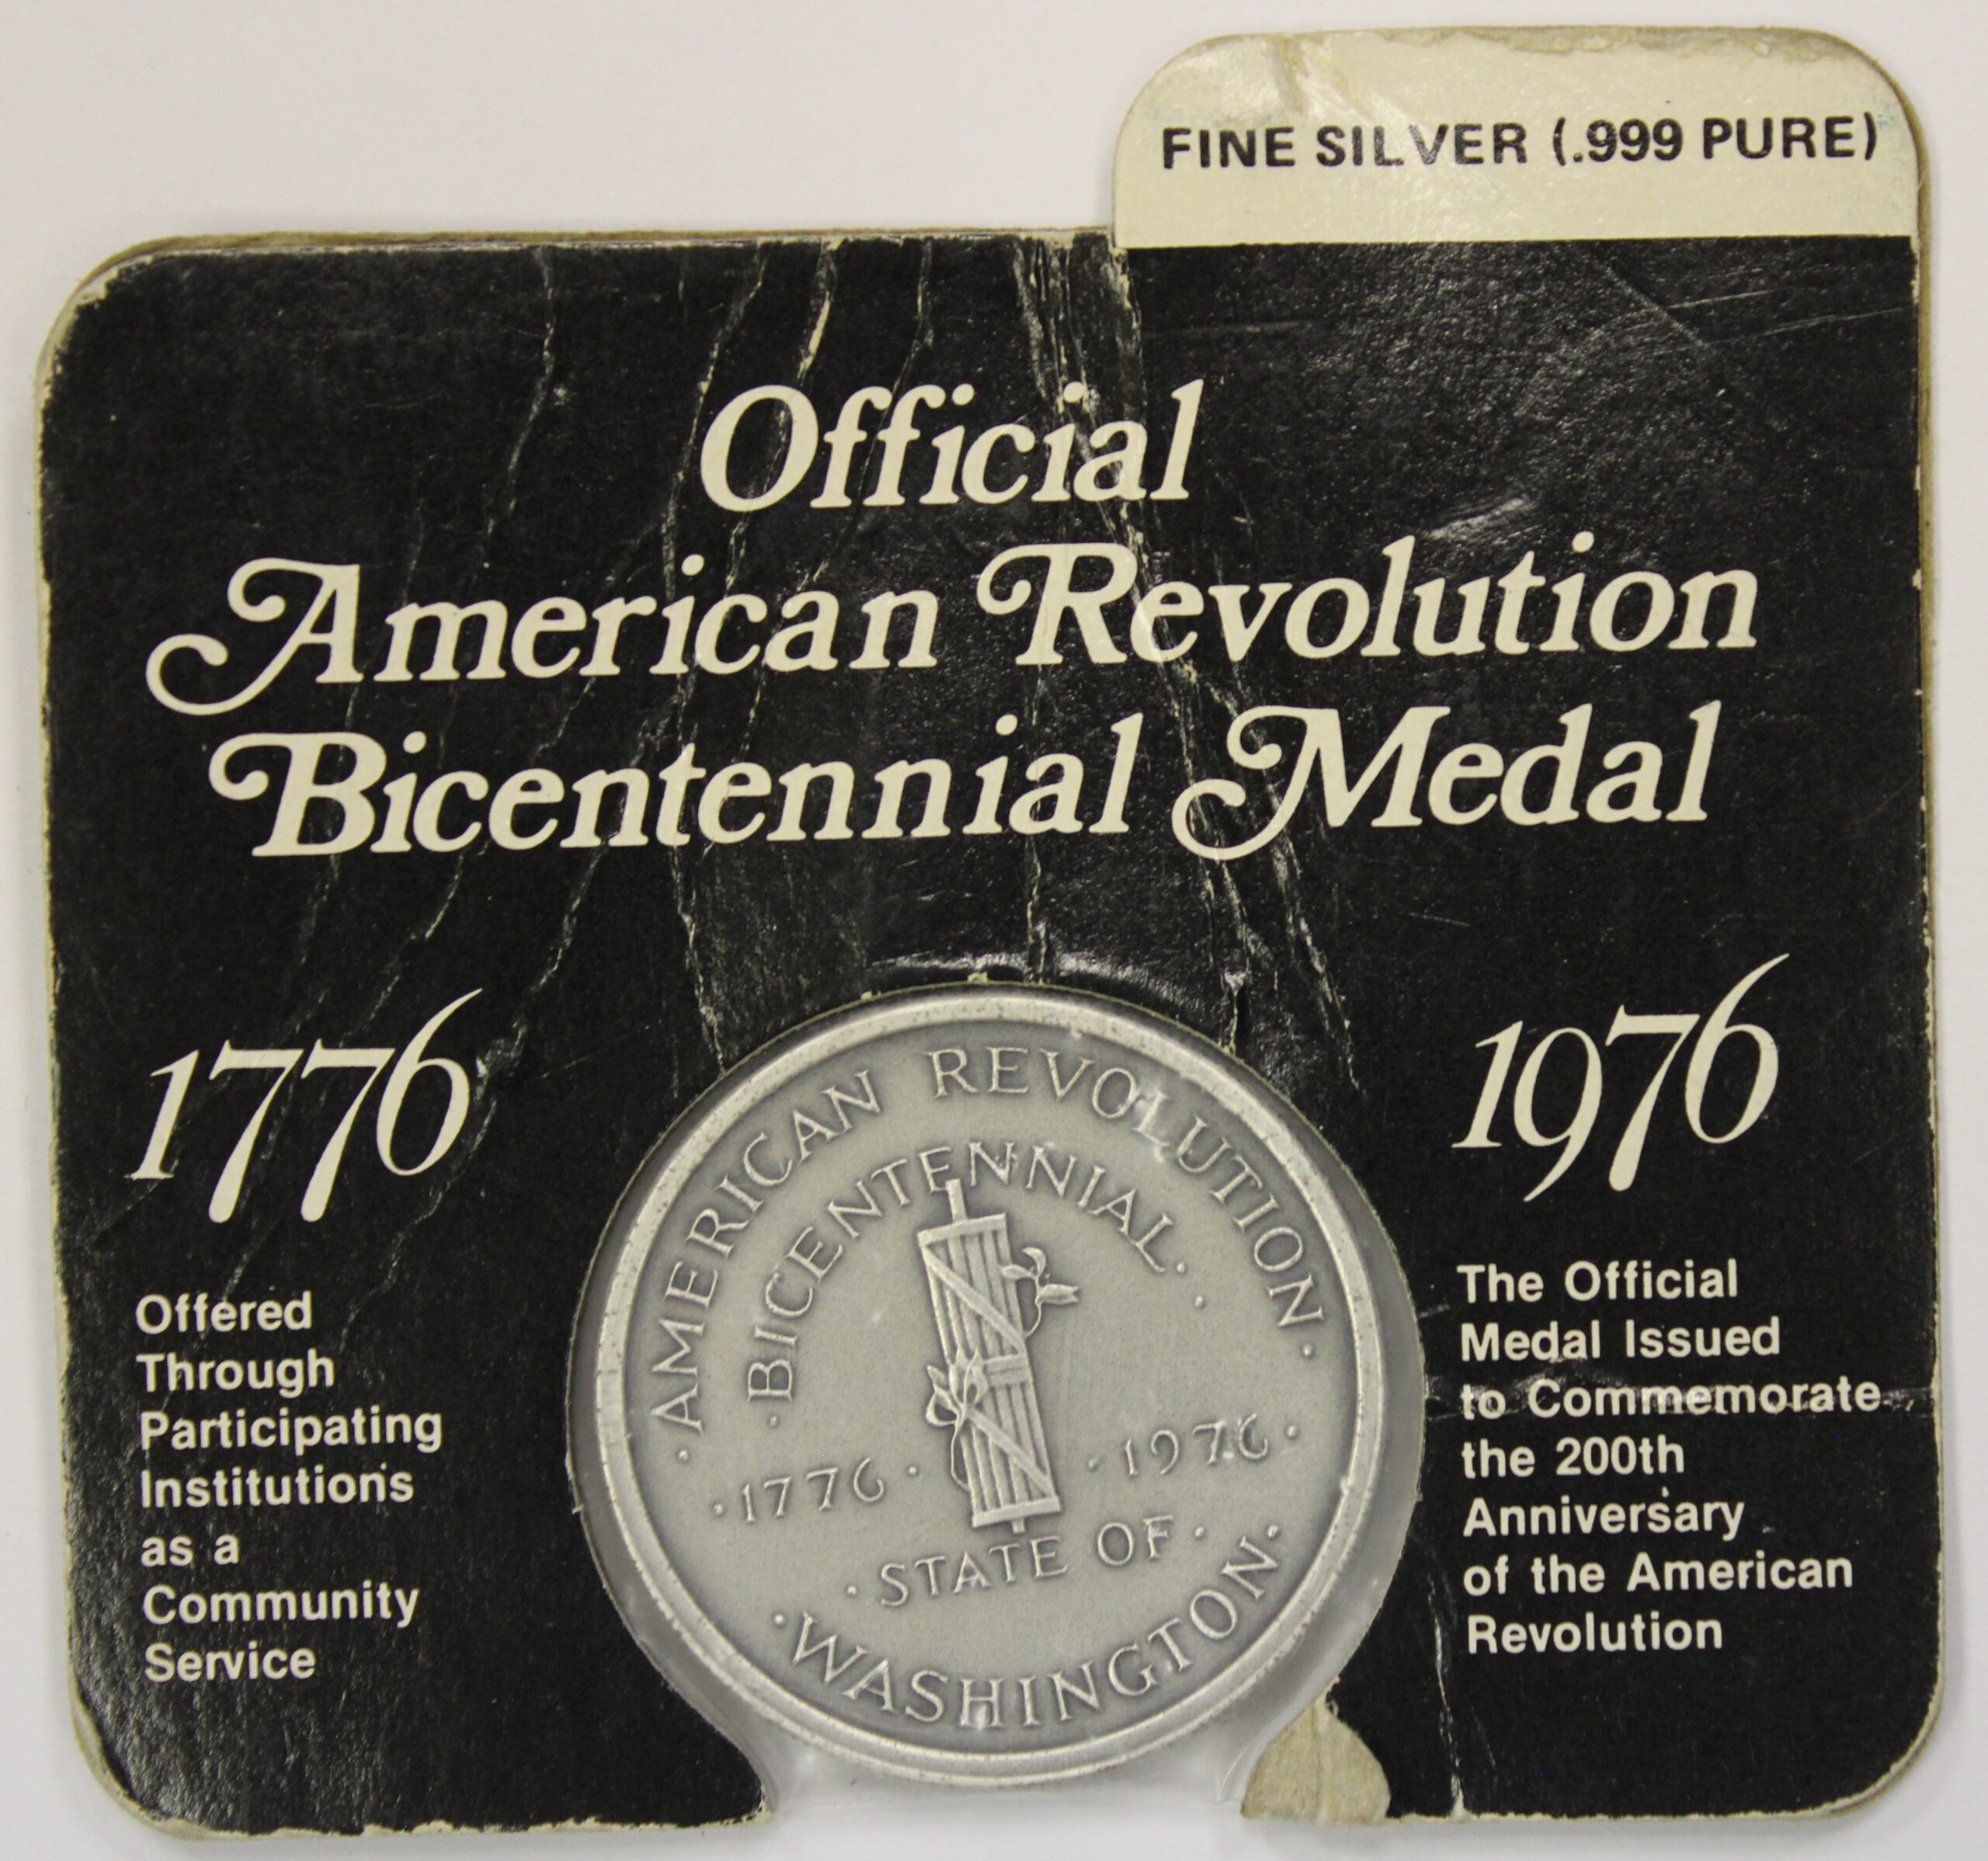 FINE SILVER (.999 PURE)
Official
American Revolution
Bicentennial Medal
1776
1976
Offered
Through
Participating
Institutions
as a
Community
Service
The Official
Medal Issued
to Commemorate
the 200th
Anniversary
of the American
Revolution
·AMERICAN REVOLUTION·
·BICENTENNIAL·
·1776· ·1976·
·STATE OF·
·WASHINGTON·